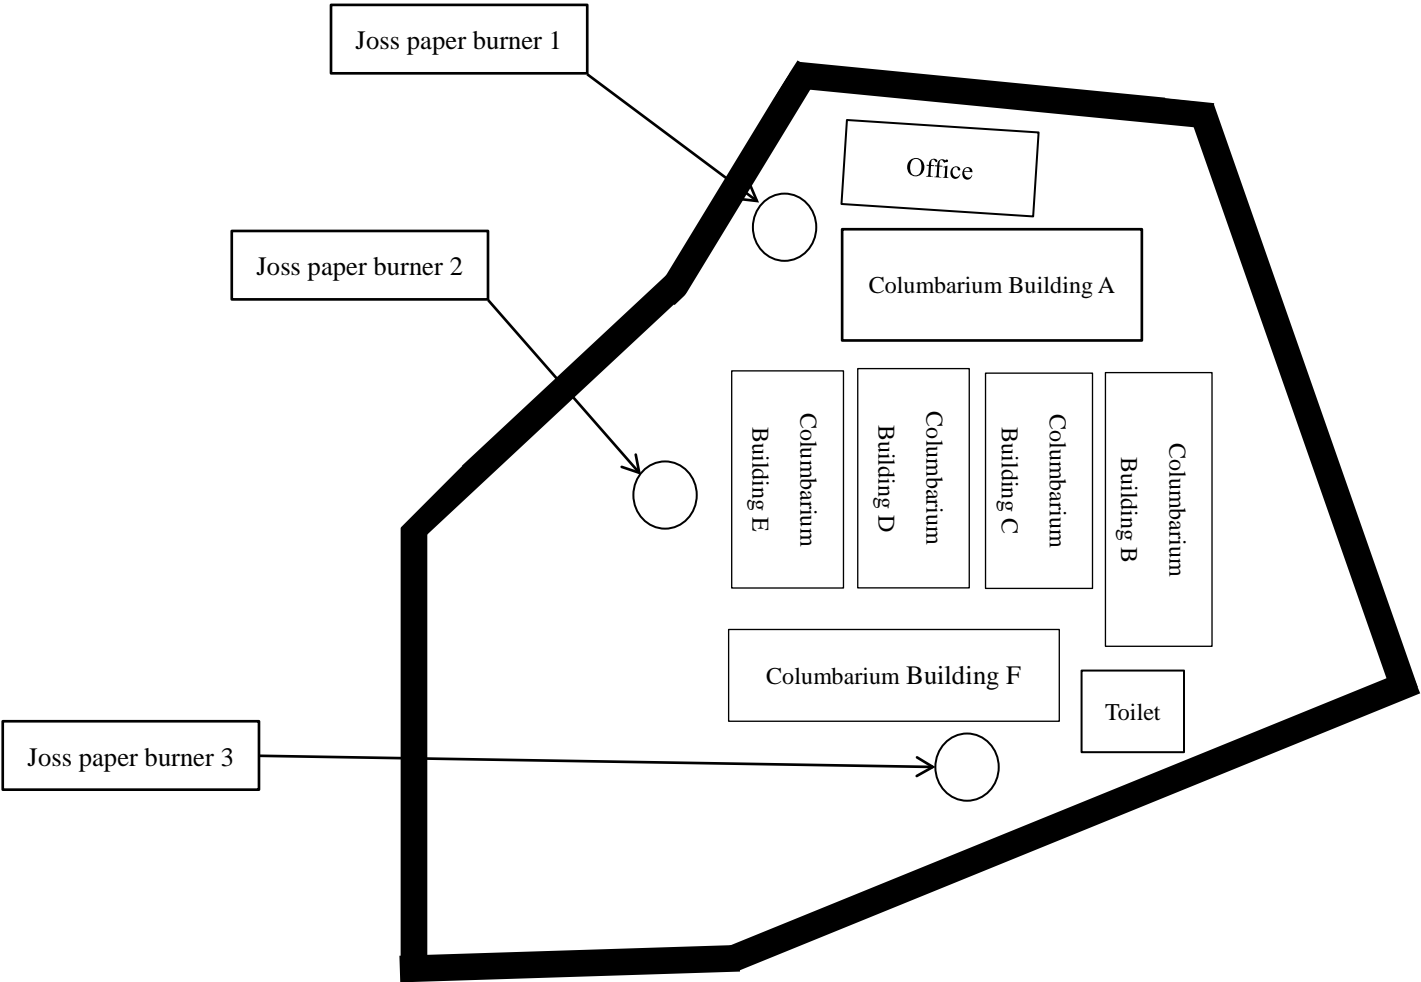 Joss paper burner 1
Office
Joss paper burner 2
Columbarium Building A
Columbarium
Building E
Columbarium
Building D
Columbarium
Building C
Columbarium
Building B
Columbarium Building F
Toilet
Joss paper burner 3